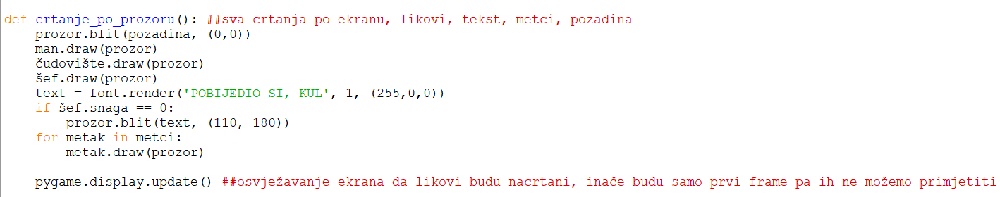 def crtanje_po_prozoru(): ##sva crtanja po ekranu, likovi, tekst, metci, pozadina
    prozor.blit(pozadina, (0,0))
    man.draw(prozor)
    čudovište.draw(prozor)
    šef.draw(prozor)
    text = font.render('POBIJEDIO SI, KUL', 1, (255,0,0))
    if šef.snaga == 0:
        prozor.blit(text, (110, 180))
    for metak in metci:
        metak.draw(prozor)

    pygame.display.update() ##osvježavanje ekrana da likovi budu nacrtani, inače budu samo prvi frame pa ih ne možemo primjetiti